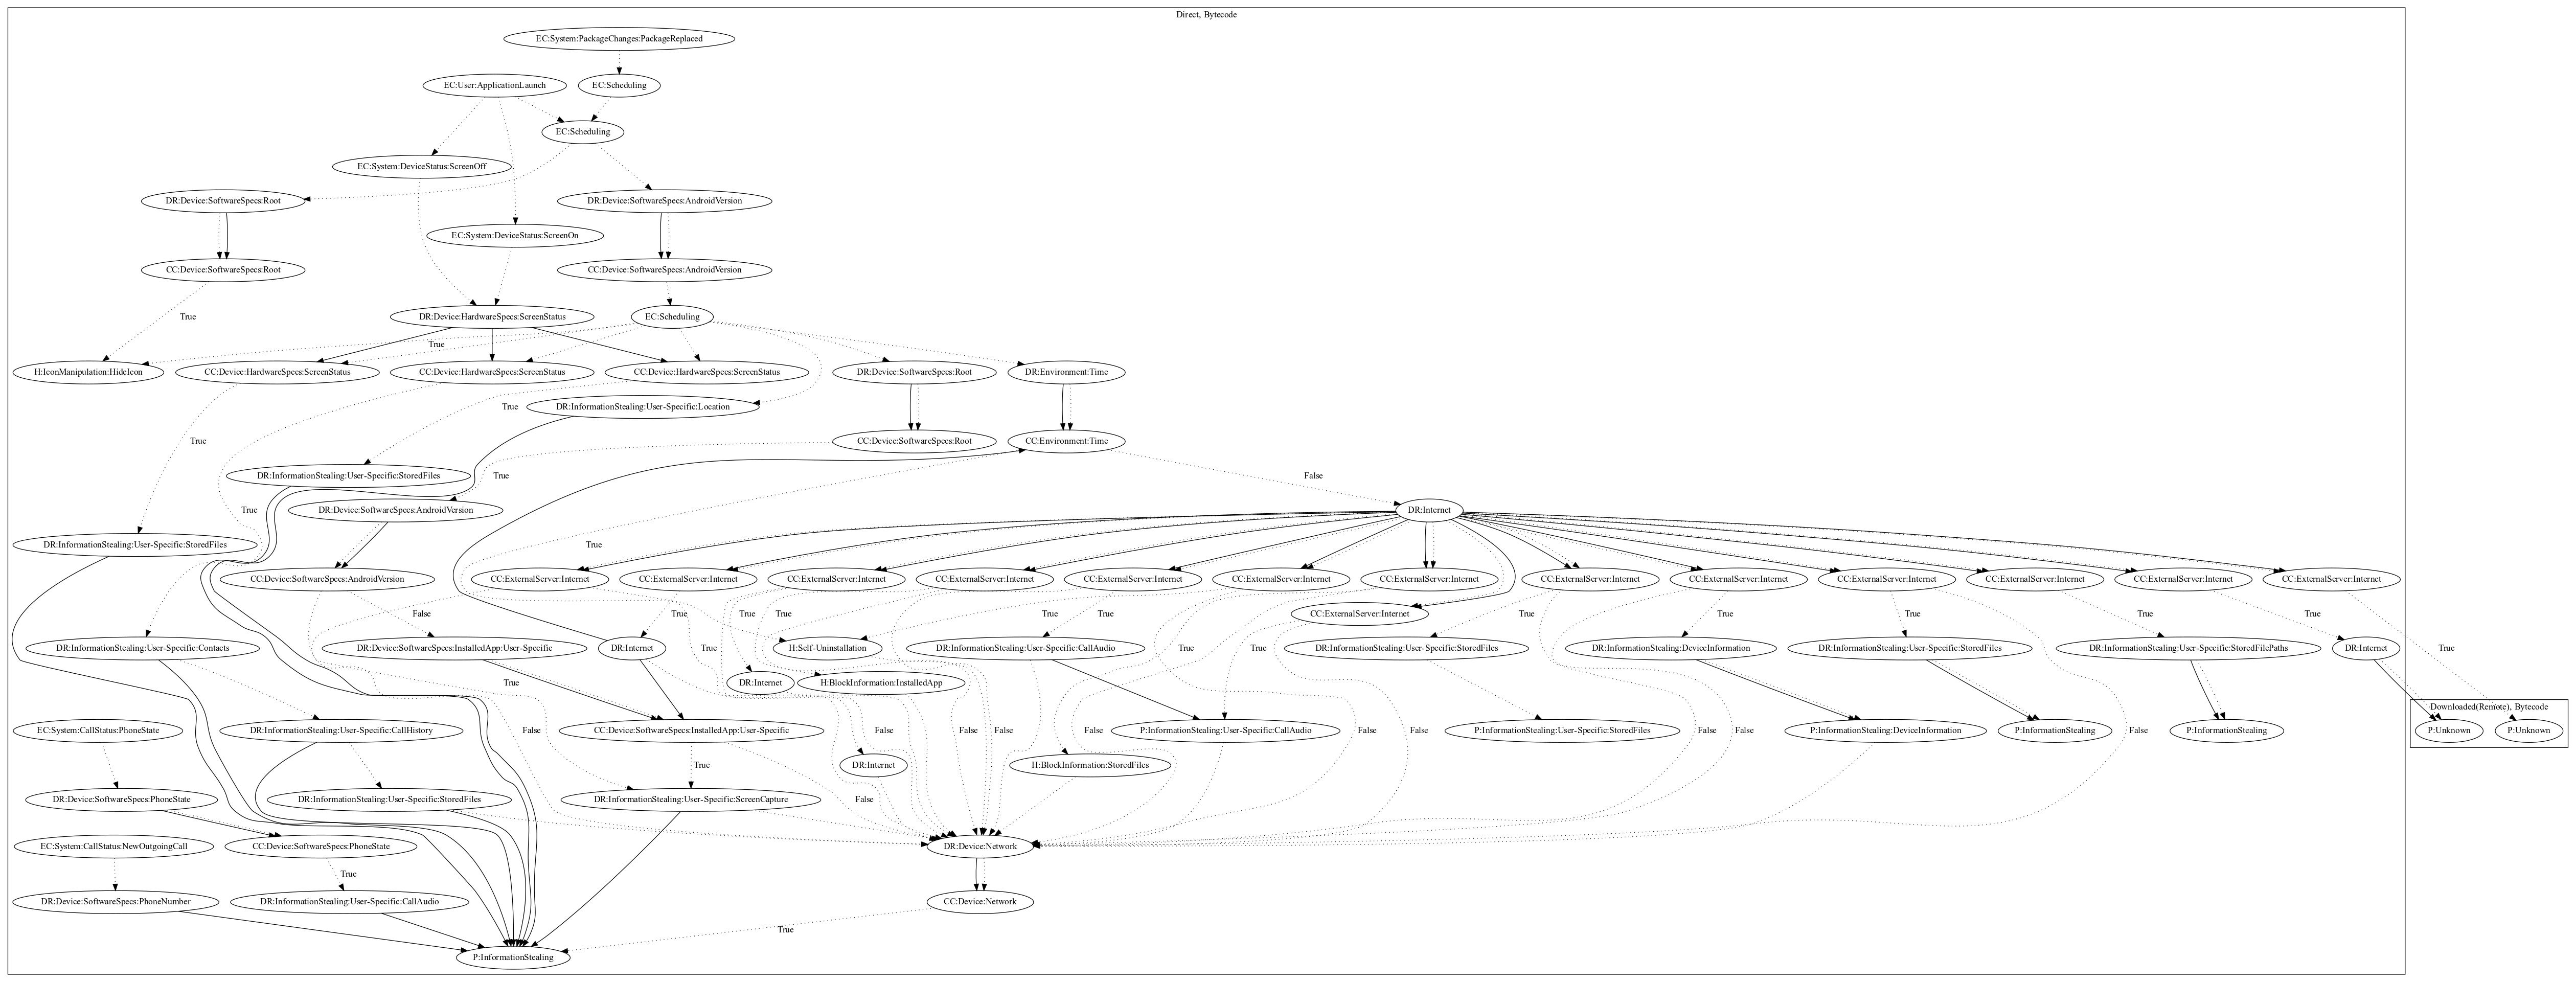 Direct, Bytecode
EC:System:PackageChanges:PackageReplaced
EC:User:ApplicationLaunch
EC:Scheduling
EC:Scheduling
EC:System:DeviceStatus:ScreenOff
DR:Device:SoftwareSpecs:Root
DR:Device:SoftwareSpecs:AndroidVersion
EC:System:DeviceStatus:ScreenOn
CC:Device:SoftwareSpecs:Root
CC:Device:SoftwareSpecs:AndroidVersion
True
DR:Device:HardwareSpecs:ScreenStatus
EC:Scheduling
True
H:IconManipulation:HideIcon
CC:Device:HardwareSpecs:ScreenStatus
CC:Device:HardwareSpecs:ScreenStatus
CC:Device:HardwareSpecs:ScreenStatus
DR:Device:SoftwareSpecs:Root
DR:Environment:Time
True
DR:InformationStealing:User-Specific:Location
True
CC:Device:SoftwareSpecs:Root
CC:Environment:Time
DR:InformationStealing:User-Specific:StoredFiles
True
False
True
DR:Device:SoftwareSpecs:AndroidVersion
DR:Internet
DR:InformationStealing:User-Specific:StoredFiles
True
CC:Device:SoftwareSpecs:AndroidVersion
CC:ExternalServer:Internet
CC:ExternalServer:Internet
CC:ExternalServer:Internet
CC:ExternalServer:Internet
CC:ExternalServer:Internet
CC:ExternalServer:Internet
CC:ExternalServer:Internet
CC:ExternalServer:Internet
CC:ExternalServer:Internet
CC:ExternalServer:Internet
CC:ExternalServer:Internet
CC:ExternalServer:Internet
CC:ExternalServer:Internet
False
True
True
True
True
True
CC:ExternalServer:Internet
True
True
True
True
True
DR:InformationStealing:User-Specific:Contacts
DR:Device:SoftwareSpecs:InstalledApp:User-Specific
DR:Internet
True
H:Self-Uninstallation
DR:InformationStealing:User-Specific:CallAudio
True
True
DR:InformationStealing:User-Specific:StoredFiles
DR:InformationStealing:DeviceInformation
DR:InformationStealing:User-Specific:StoredFiles
DR:InformationStealing:User-Specific:StoredFilePaths
DR:Internet
True
True
DR:Internet
H:BlockInformation:InstalledApp
Downloaded(Remote), Bytecode
EC:System:CallStatus:PhoneState
DR:InformationStealing:User-Specific:CallHistory
False
CC:Device:SoftwareSpecs:InstalledApp:User-Specific
False
False
False
False
P:InformationStealing:User-Specific:CallAudio
False
False
P:InformationStealing:User-Specific:StoredFiles
False
False
P:InformationStealing:DeviceInformation
P:InformationStealing
False
P:InformationStealing
P:Unknown
P:Unknown
True
DR:Internet
H:BlockInformation:StoredFiles
DR:Device:SoftwareSpecs:PhoneState
DR:InformationStealing:User-Specific:StoredFiles
DR:InformationStealing:User-Specific:ScreenCapture
False
EC:System:CallStatus:NewOutgoingCall
CC:Device:SoftwareSpecs:PhoneState
DR:Device:Network
True
DR:Device:SoftwareSpecs:PhoneNumber
DR:InformationStealing:User-Specific:CallAudio
CC:Device:Network
True
P:InformationStealing